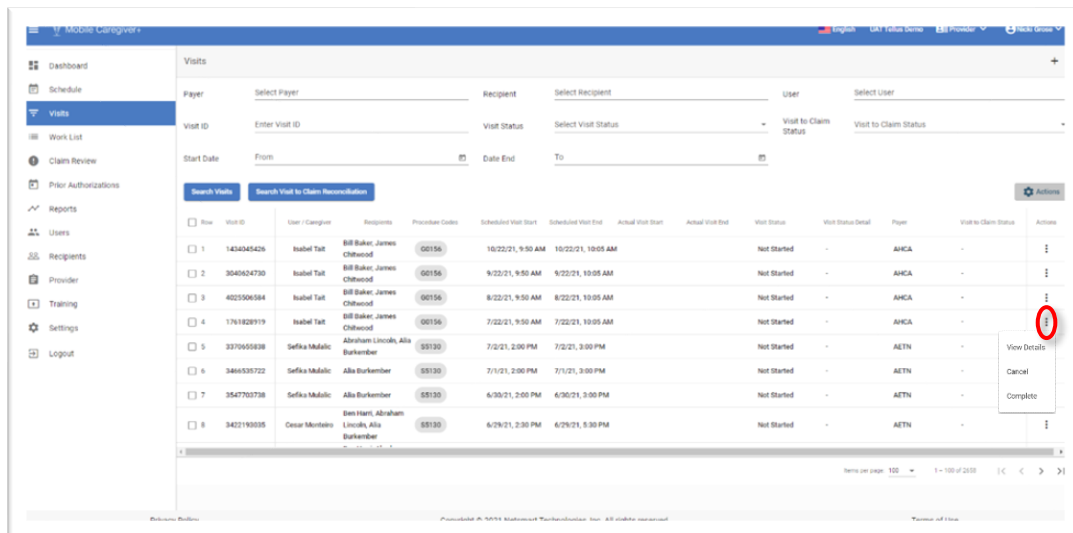 Mobile Caregiver+
English UAT Tellus Demo Provider Nicki Grose
Dashboard
Schedule
Visits
Work List
Claim Review
Prior Authorizations
Reports
Users
Recipients
Provider
Training
Settings
Logout
Visits +
Payer Select Payer Recipient Select Recipient User Select User
Visit ID Enter Visit ID Visit Status Select Visit Status Visit to Claim Status Visit to Claim Status
Start Date From Date End To
Search Visits Search Visit to Claim Reconciliation Actions
Row Visit ID User / Caregiver Recipients Procedure Codes Scheduled Visit Start Scheduled Visit End Actual Visit Start Actual Visit End Visit Status Visit Status Detail Payer Visit to Claim Status Actions
1 1434045426 Isabel Tait Bill Baker, James Chitwood G0156 10/22/21, 9:50 AM 10/22/21, 10:05 AM Not Started - AHCA -
2 3040624730 Isabel Tait Bill Baker, James Chitwood G0156 9/22/21, 9:50 AM 9/22/21, 10:05 AM Not Started - AHCA -
3 4025506584 Isabel Tait Bill Baker, James Chitwood G0156 8/22/21, 9:50 AM 8/22/21, 10:05 AM Not Started - AHCA -
4 1761828919 Isabel Tait Bill Baker, James Chitwood G0156 7/22/21, 9:50 AM 7/22/21, 10:05 AM Not Started - AHCA -
5 3370655838 Sefika Mulalic Abraham Lincoln, Alia Burkember S5130 7/2/21, 2:00 PM 7/2/21, 3:00 PM Not Started - AETN -
6 3466535722 Sefika Mulalic Alia Burkember S5130 7/1/21, 2:00 PM 7/1/21, 3:00 PM Not Started - AETN -
7 3547703738 Sefika Mulalic Alia Burkember S5130 6/30/21, 2:00 PM 6/30/21, 3:00 PM Not Started - AETN -
8 3422193035 Cesar Monteiro Ben Harri, Abraham Lincoln, Alia Burkember S5130 6/29/21, 2:30 PM 6/29/21, 5:30 PM Not Started - AETN -
View Details
Cancel
Complete
Items per page: 100 1 – 100 of 2650
Privacy Policy Copyright © 2021 Netsmart Technologies, Inc. All rights reserved. Terms of Use